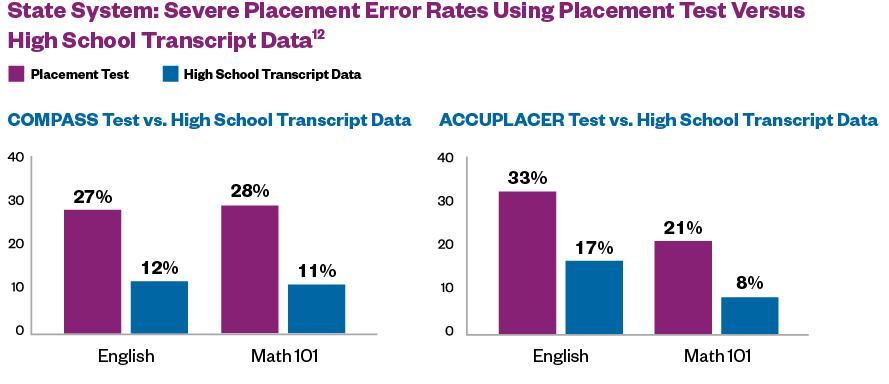 State System: Severe Placement Error Rates Using Placement Test Versus
High School Transcript Data12
Placement Test
High School Transcript Data
COMPASS Test vs. High School Transcript Data
40
30
20
10
0
27%
12%
28%
11%
English
Math 101
ACCUPLACER Test vs. High School Transcript Data
40
30
20
10
0
33%
17%
21%
8%
English
Math 101